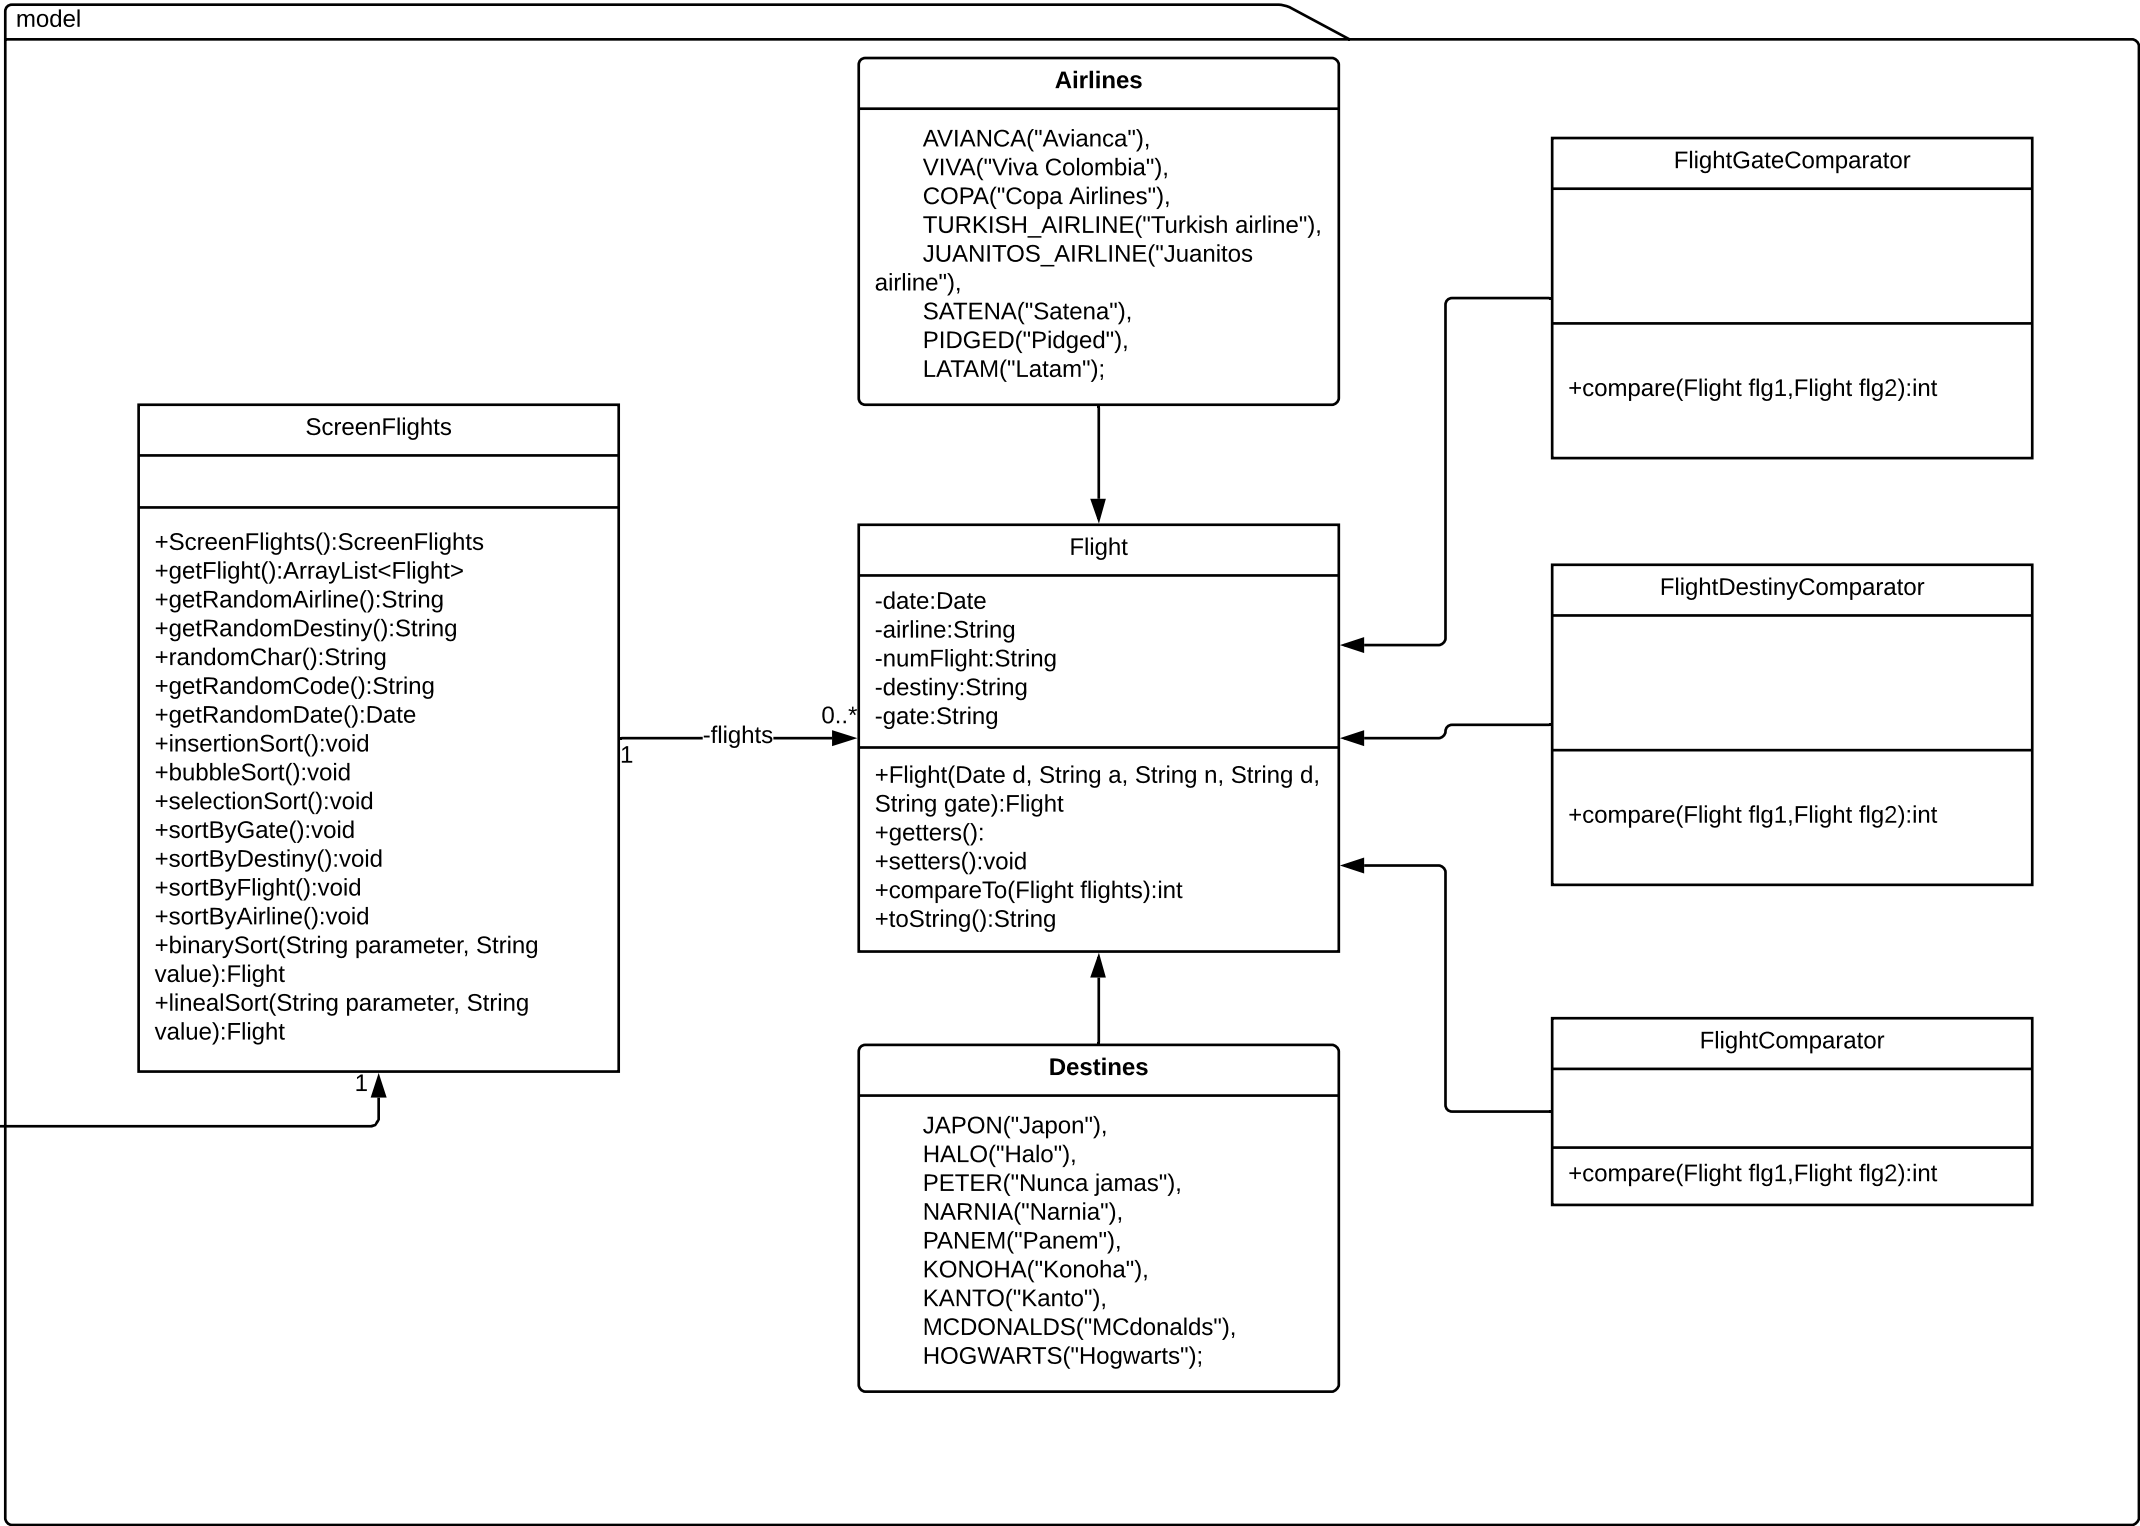 model
Airlines
AVIANCA("Avianca"),
VIVA("Viva Colombia"),
COPA("Copa Airlines"),
TURKISH_AIRLINE("Turkish airline"),
JUANITOS_AIRLINE("Juanitos
airline"),
SATENA("Satena"),
PIDGED("Pidged"),
LATAM("Latam");
FlightGateComparator
+compare(Flight flg1,Flight flg2):int
ScreenFlights
+ScreenFlights():ScreenFlights
+getFlight():ArrayList<Flight>
+getRandomAirline():String
+getRandomDestiny():String
+randomChar():String
+getRandomCode():String
+getRandomDate():Date
+insertionSort():void
+bubbleSort():void
+selectionSort():void
+sortByGate():void
+sortByDestiny():void
+sortByFlight():void
+sortByAirline():void
+binarySort(String parameter, String
value):Flight
+linealSort(String parameter, String
value):Flight
1
1
-flights
0..*
Flight
-date:Date
-airline:String
-numFlight:String
-destiny:String
-gate:String
+Flight(Date d, String a, String n, String d,
String gate):Flight
+getters():
+setters():void
+compareTo(Flight flights):int
+toString():String
FlightDestinyComparator
+compare(Flight flg1,Flight flg2):int
FlightComparator
+compare(Flight flg1,Flight flg2):int
Destines
JAPON("Japon"),
HALO("Halo"),
PETER("Nunca jamas"),
NARNIA("Narnia"),
PANEM("Panem"),
KONOHA("Konoha"),
KANTO("Kanto"),
MCDONALDS("MCdonalds"),
HOGWARTS("Hogwarts");